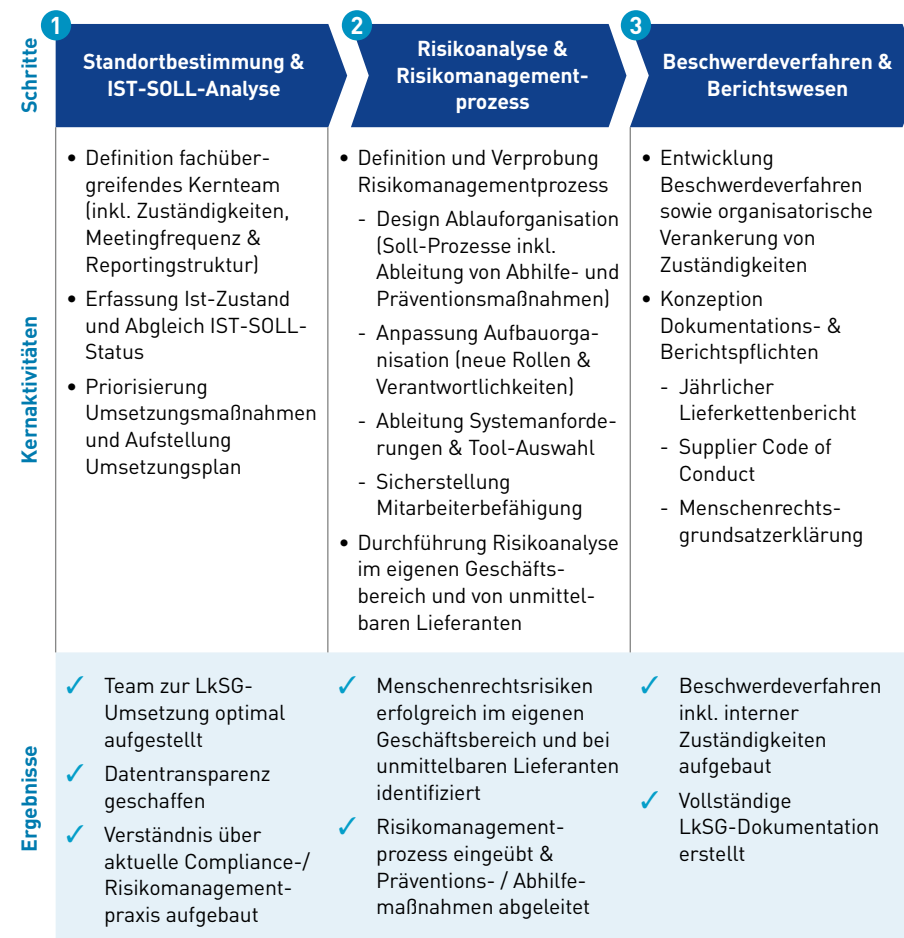 Schritte
1
Standortbestimmung &
IST-SOLL-Analyse
2
Risikoanalyse &
Risikomanagement-
prozess
3
Beschwerdeverfahren &
Berichtswesen
Kernaktivitäten
• Definition fachüber-
greifendes Kernteam
(inkl. Zuständigkeiten,
Meetingfrequenz &
Reportingstruktur)
• Erfassung Ist-Zustand
und Abgleich IST-SOLL-
Status
• Priorisierung
Umsetzungsmaßnahmen
und Aufstellung
Umsetzungsplan
• Definition und Verprobung
Risikomanagementprozess
- Design Ablauforganisation
(Soll-Prozesse inkl.
Ableitung von Abhilfe- und
Präventionsmaßnahmen)
- Anpassung Aufbauorga-
nisation (neue Rollen &
Verantwortlichkeiten)
- Ableitung Systemanforde-
rungen & Tool-Auswahl
- Sicherstellung
Mitarbeiterbefähigung
• Durchführung Risikoanalyse
im eigenen Geschäfts-
bereich und von unmittel-
baren Lieferanten
• Entwicklung
Beschwerdeverfahren
sowie organisatorische
Verankerung von
Zuständigkeiten
• Konzeption
Dokumentations- &
Berichtspflichten
- Jährlicher
Lieferkettenbericht
- Supplier Code of
Conduct
- Menschenrechts-
grundsatzerklärung
Ergebnisse
✓ Team zur LkSG-
Umsetzung optimal
aufgestellt
✓ Datentransparenz
geschaffen
✓ Verständnis über
aktuelle Compliance-/
Risikomanagement-
praxis aufgebaut
✓ Menschenrechtsrisiken
erfolgreich im eigenen
Geschäftsbereich und bei
unmittelbaren Lieferanten
identifiziert
✓ Risikomanagement-
prozess eingeübt &
Präventions- / Abhilfe-
maßnahmen abgeleitet
✓ Beschwerdeverfahren
inkl. interner
Zuständigkeiten
aufgebaut
✓ Vollständige
LkSG-Dokumentation
erstellt